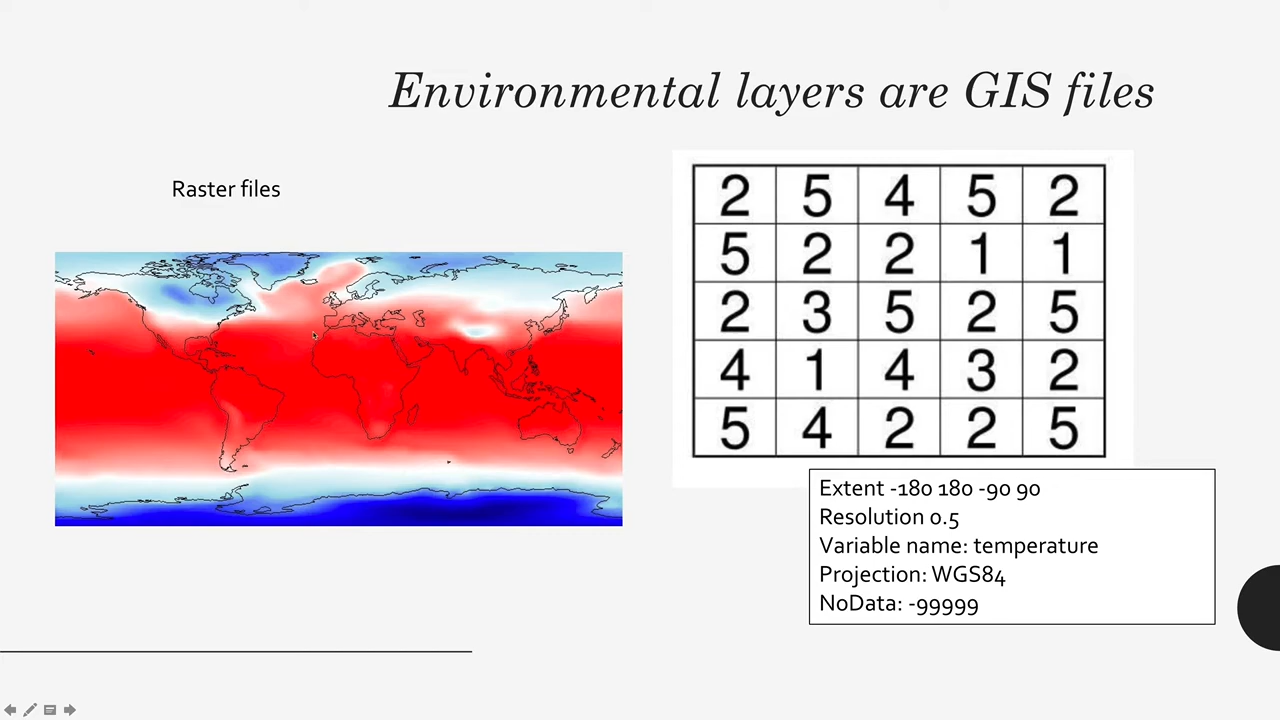 Environmental layers are GIS files
Raster files
2 5 4 5 2
5 2 2 1 1
2 3 5 2 5
4 1 4 3 2
5 4 2 2 5
Extent -180 180 -90 90
Resolution 0.5
Variable name: temperature
Projection: WGS84
NoData: -99999